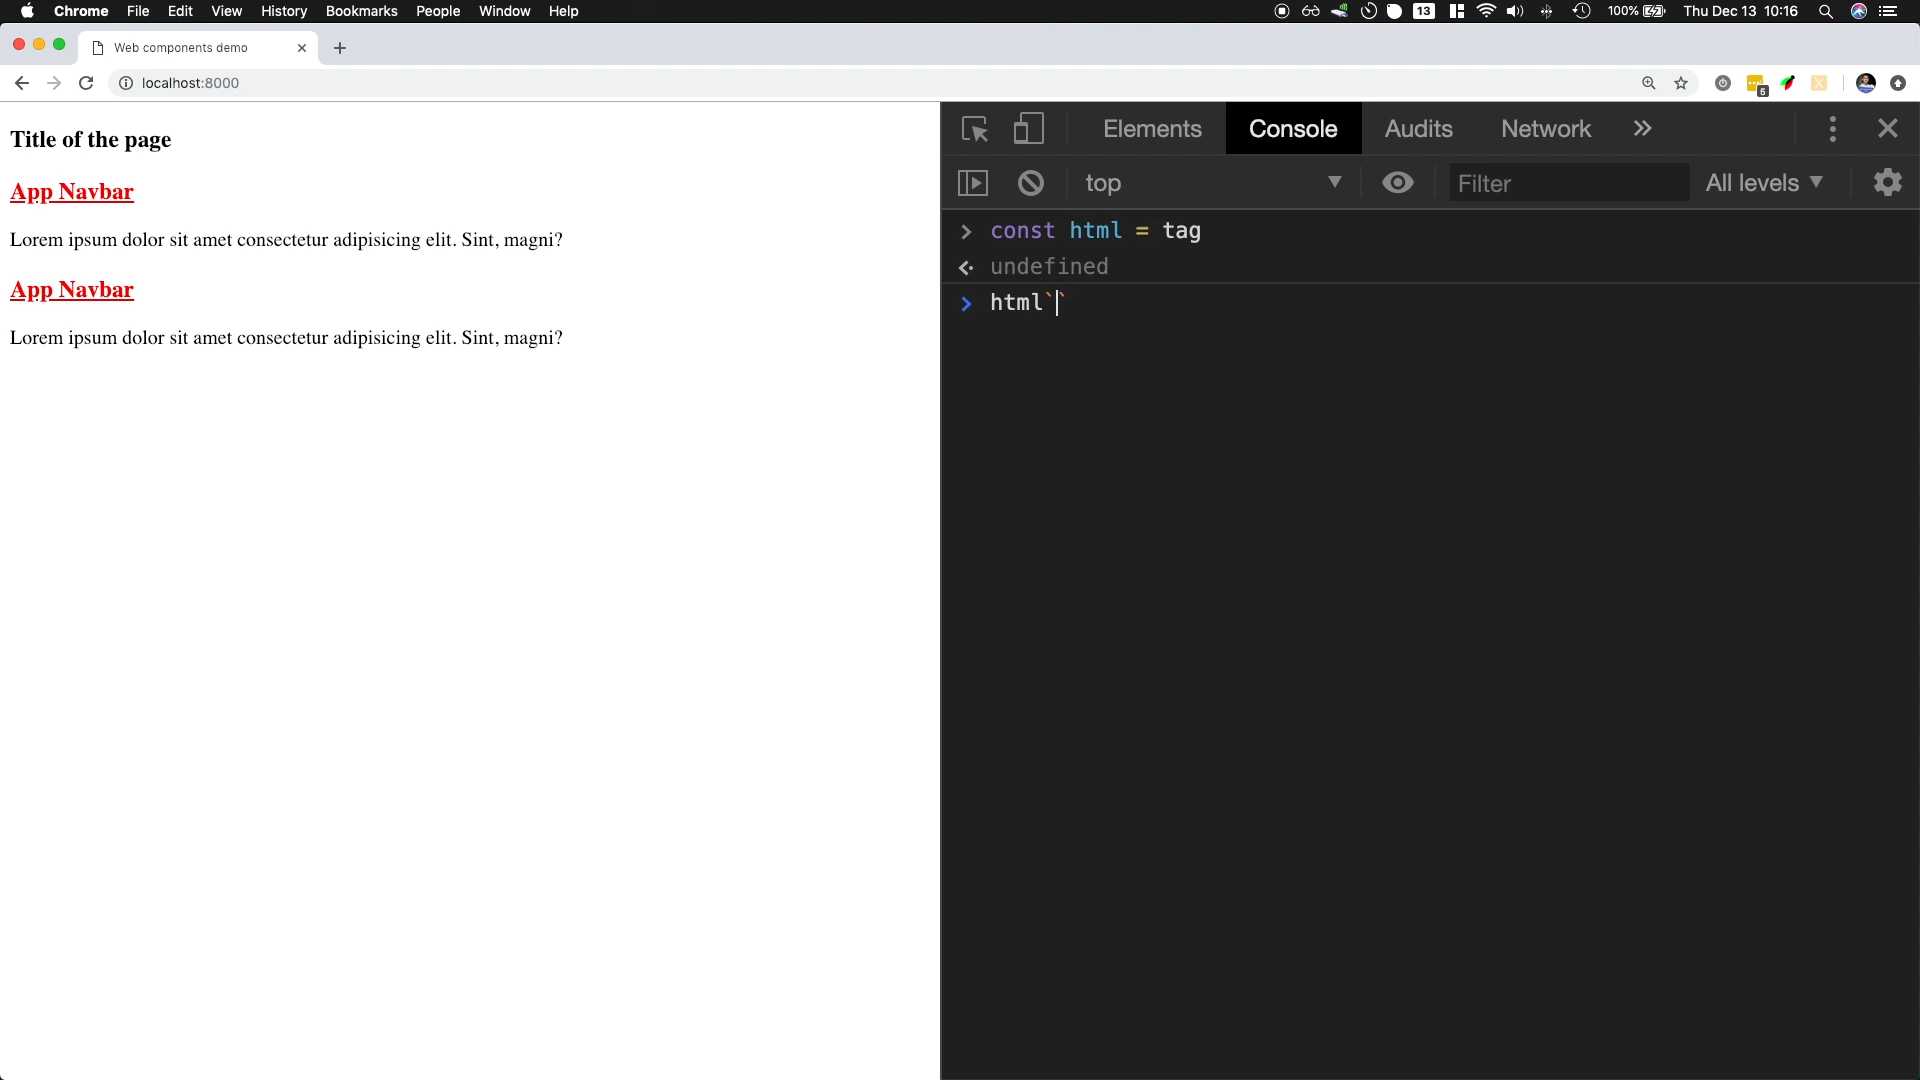 Chrome File Edit View History Bookmarks People Window Help 13 100% Thu Dec 13 10:16
Web components demo
localhost:8000
5
Title of the page
App Navbar
Lorem ipsum dolor sit amet consectetur adipisicing elit. Sint, magni?
App Navbar
Lorem ipsum dolor sit amet consectetur adipisicing elit. Sint, magni?
Elements Console Audits Network »
top Filter All levels
> const html = tag
undefined
> html``